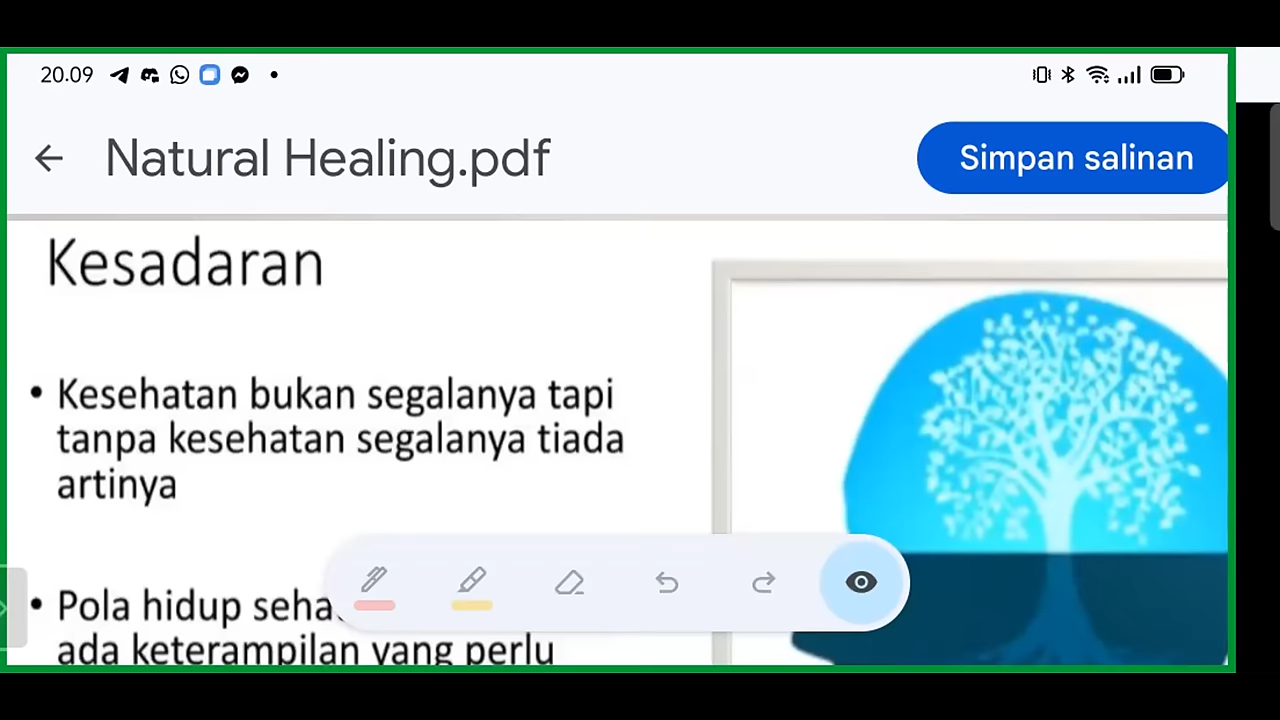 20.09
Natural Healing.pdf
Simpan salinan
Kesadaran
• Kesehatan bukan segalanya tapi
tanpa kesehatan segalanya tiada
artinya
• Pola hidup
ada keterampilan yang perlu